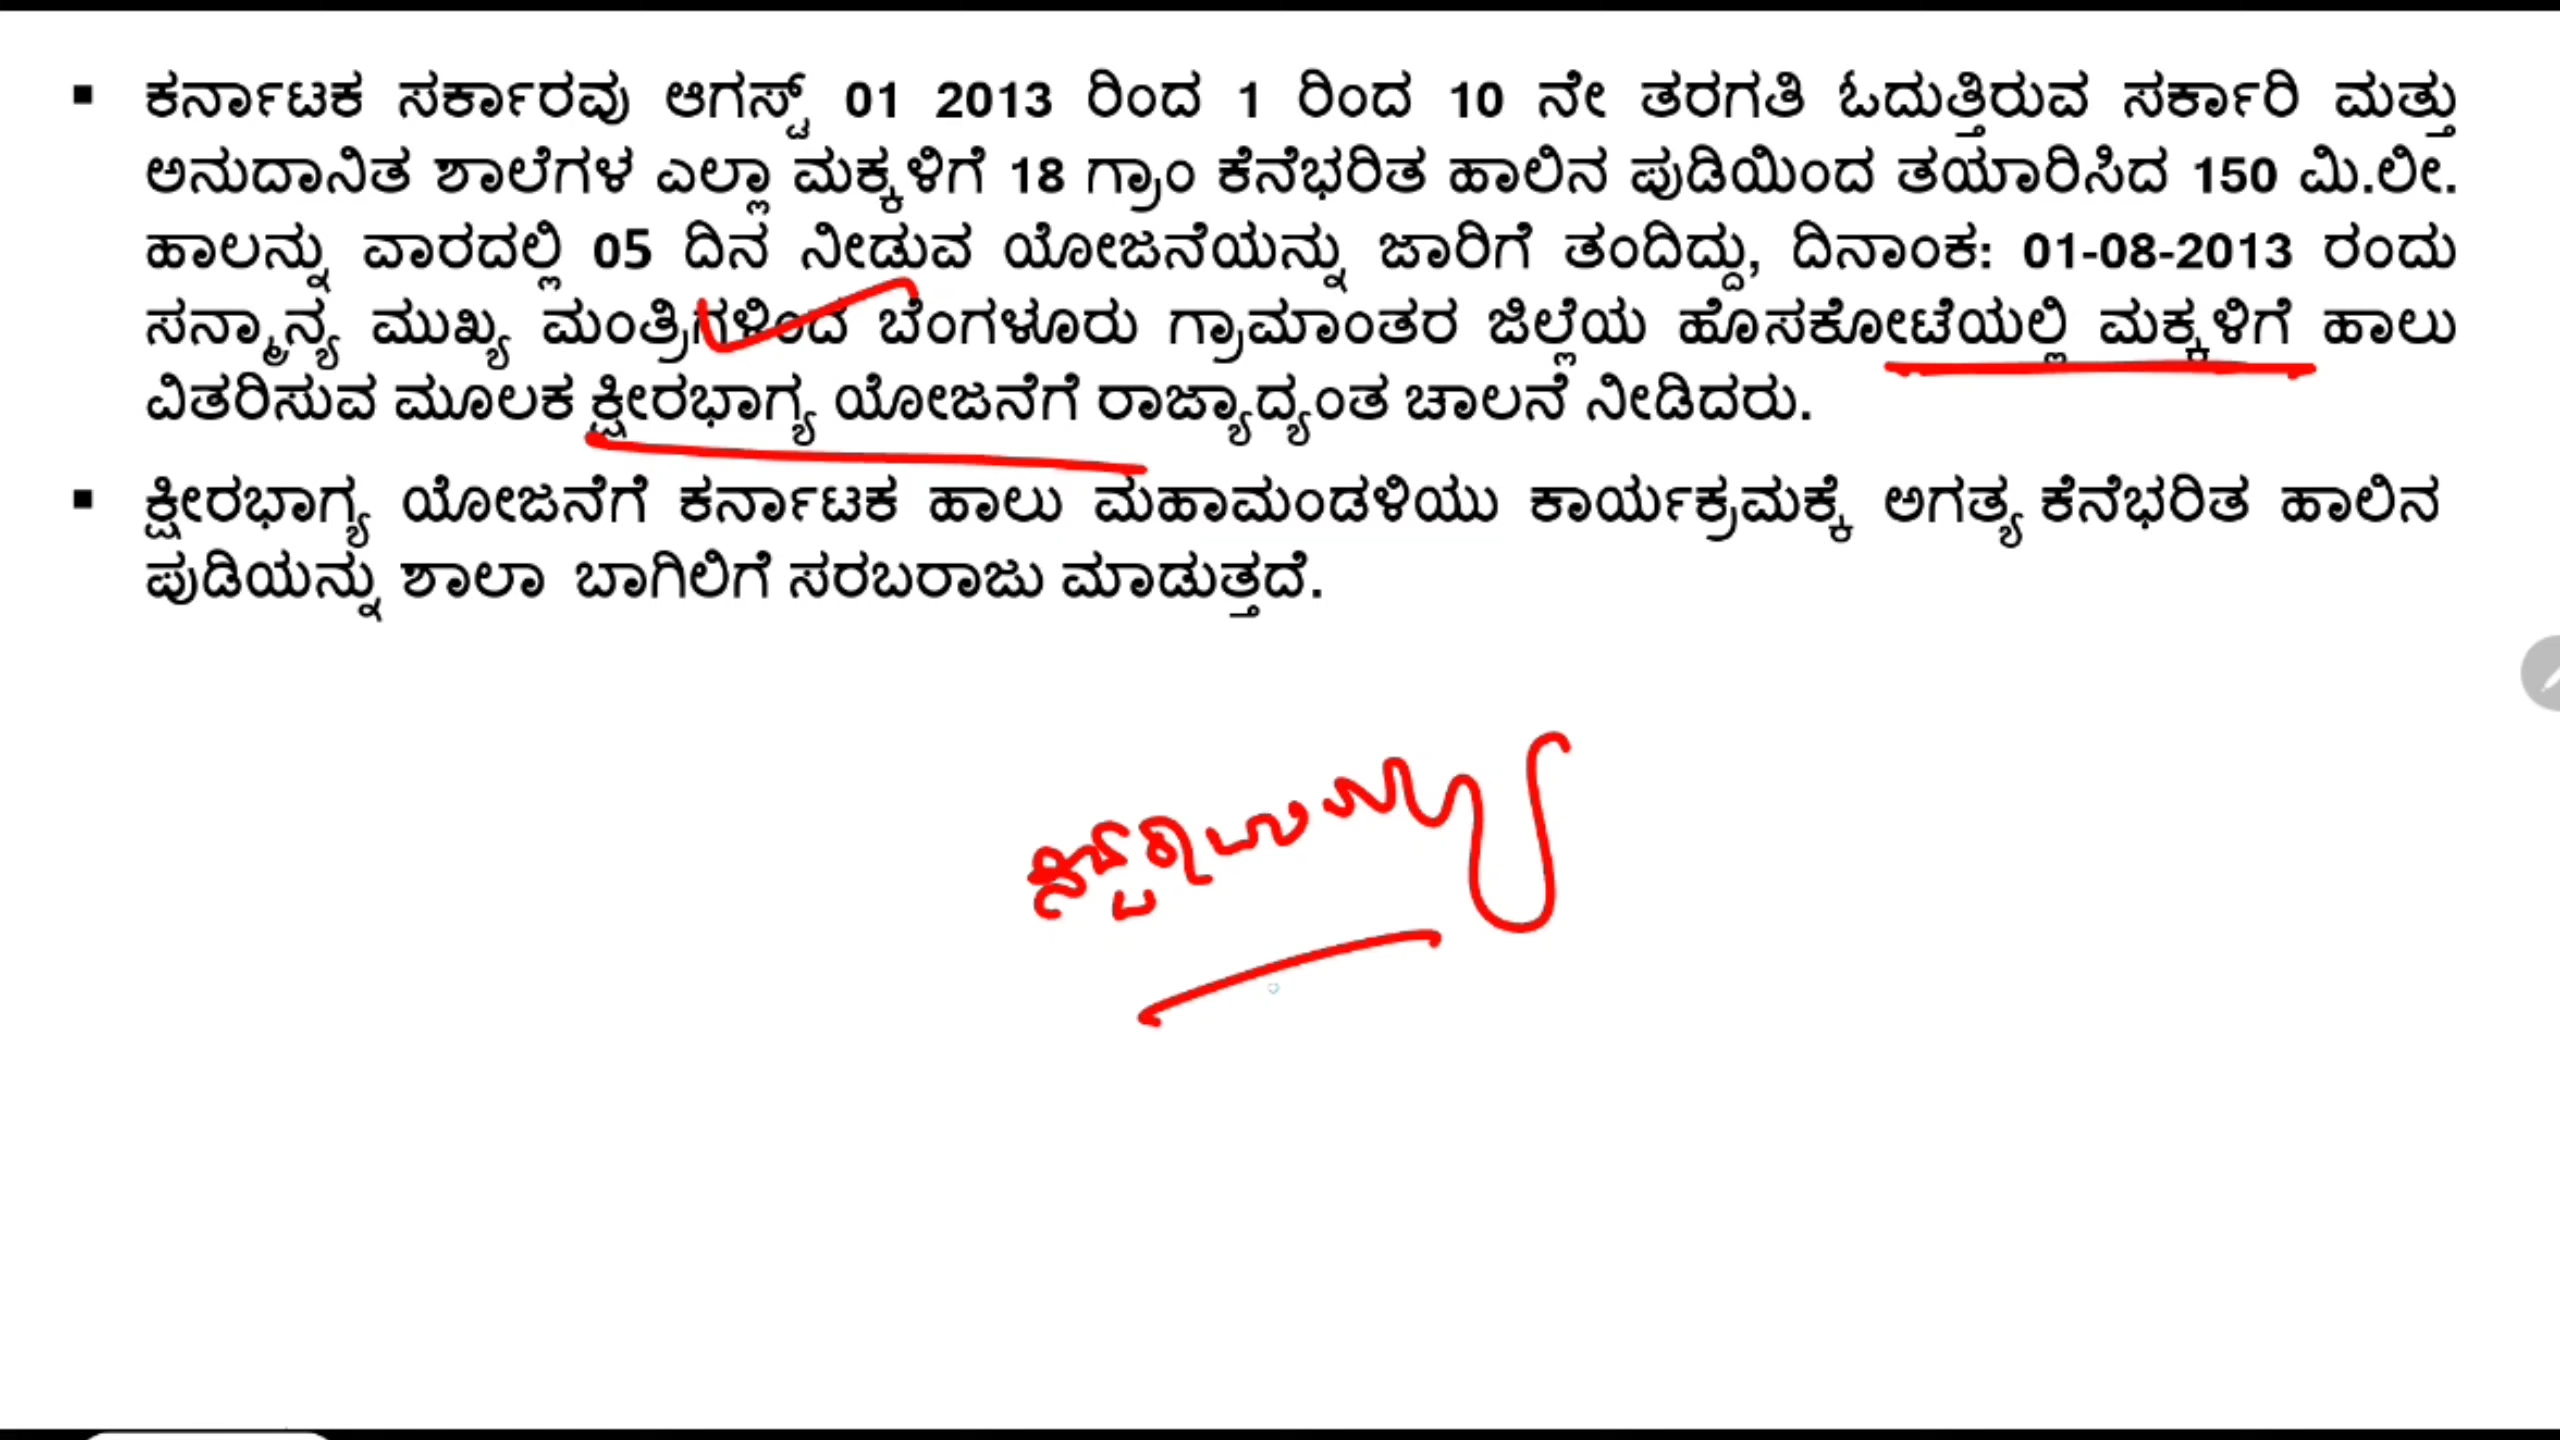 ▪ ಕರ್ನಾಟಕ ಸರ್ಕಾರವು ಆಗಸ್ಟ್ 01 2013 ರಿಂದ 1 ರಿಂದ 10 ನೇ ತರಗತಿ ಓದುತ್ತಿರುವ ಸರ್ಕಾರಿ ಮತ್ತು
ಅನುದಾನಿತ ಶಾಲೆಗಳ ಎಲ್ಲಾ ಮಕ್ಕಳಿಗೆ 18 ಗ್ರಾಂ ಕೆನೆಭರಿತ ಹಾಲಿನ ಪುಡಿಯಿಂದ ತಯಾರಿಸಿದ 150 ಮಿ.ಲೀ.
ಹಾಲನ್ನು ವಾರದಲ್ಲಿ 05 ದಿನ ನೀಡುವ ಯೋಜನೆಯನ್ನು ಜಾರಿಗೆ ತಂದಿದ್ದು, ದಿನಾಂಕ: 01-08-2013 ರಂದು
ಸನ್ಮಾನ್ಯ ಮುಖ್ಯ ಮಂತ್ರಿಗಳಿಂದ ಬೆಂಗಳೂರು ಗ್ರಾಮಾಂತರ ಜಿಲ್ಲೆಯ ಹೊಸಕೋಟೆಯಲ್ಲಿ ಮಕ್ಕಳಿಗೆ ಹಾಲು
ವಿತರಿಸುವ ಮೂಲಕ ಕ್ಷೀರಭಾಗ್ಯ ಯೋಜನೆಗೆ ರಾಜ್ಯಾದ್ಯಂತ ಚಾಲನೆ ನೀಡಿದರು.
▪ ಕ್ಷೀರಭಾಗ್ಯ ಯೋಜನೆಗೆ ಕರ್ನಾಟಕ ಹಾಲು ಮಹಾಮಂಡಳಿಯು ಕಾರ್ಯಕ್ರಮಕ್ಕೆ ಅಗತ್ಯ ಕೆನೆಭರಿತ ಹಾಲಿನ
ಪುಡಿಯನ್ನು ಶಾಲಾ ಬಾಗಿಲಿಗೆ ಸರಬರಾಜು ಮಾಡುತ್ತದೆ.